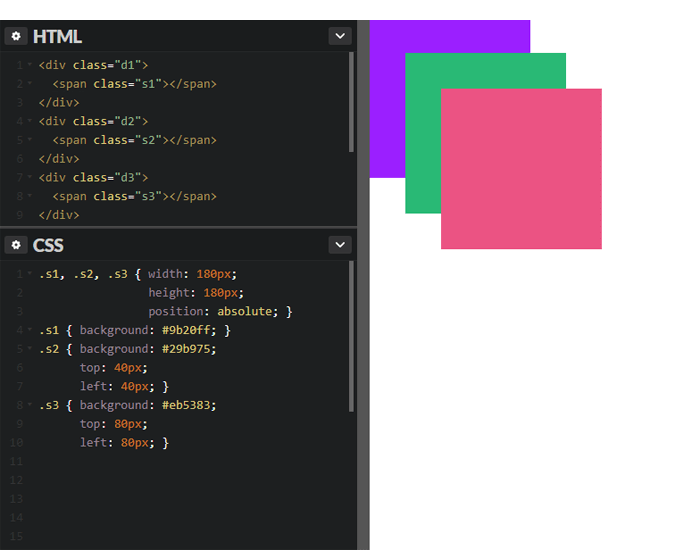 HTML
1 <div class="d1">
2 <span class="s1"></span>
3 </div>
4 <div class="d2">
5 <span class="s2"></span>
6 </div>
7 <div class="d3">
8 <span class="s3"></span>
9 </div>
CSS
1 .s1, .s2, .s3 { width: 180px;
2 height: 180px;
3 position: absolute; }
4 .s1 { background: #9b20ff; }
5 .s2 { background: #29b975;
6 top: 40px;
7 left: 40px; }
8 .s3 { background: #eb5383;
9 top: 80px;
10 left: 80px; }
11
12
13
14
15